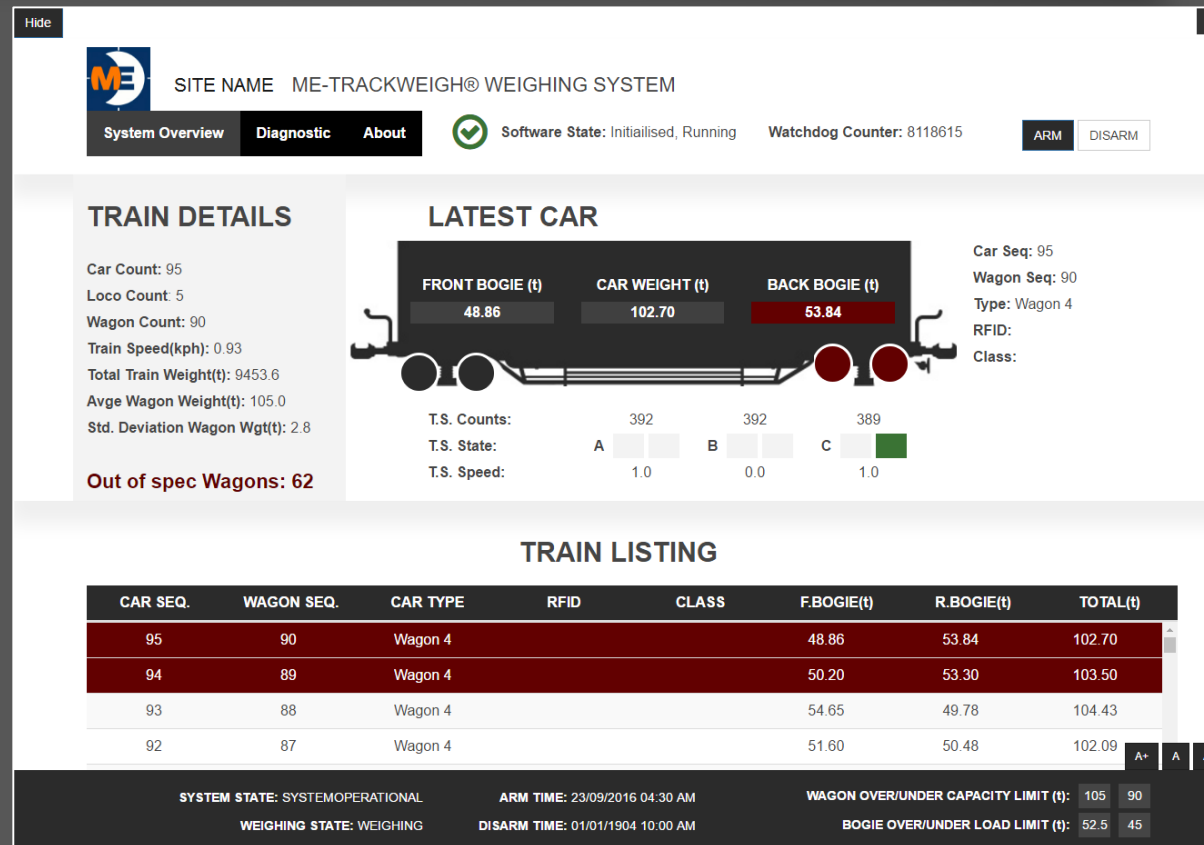 Hide
ME
SITE NAME ME-TRACKWEIGH® WEIGHING SYSTEM
System Overview Diagnostic About Software State: Initiailised, Running Watchdog Counter: 8118615 ARM DISARM
TRAIN DETAILS
Car Count: 95
Loco Count: 5
Wagon Count: 90
Train Speed(kph): 0.93
Total Train Weight(t): 9453.6
Avge Wagon Weight(t): 105.0
Std. Deviation Wagon Wgt(t): 2.8
Out of spec Wagons: 62
LATEST CAR
FRONT BOGIE (t) CAR WEIGHT (t) BACK BOGIE (t)
48.86 102.70 53.84
Car Seq: 95
Wagon Seq: 90
Type: Wagon 4
RFID:
Class:
T.S. Counts: 392 392 389
T.S. State: A B C
T.S. Speed: 1.0 0.0 1.0
TRAIN LISTING
CAR SEQ. WAGON SEQ. CAR TYPE RFID CLASS F.BOGIE(t) R.BOGIE(t) TOTAL(t)
95 90 Wagon 4 48.86 53.84 102.70
94 89 Wagon 4 50.20 53.30 103.50
93 88 Wagon 4 54.65 49.78 104.43
92 87 Wagon 4 51.60 50.48 102.09
A+ A
SYSTEM STATE: SYSTEMOPERATIONAL ARM TIME: 23/09/2016 04:30 AM WAGON OVER/UNDER CAPACITY LIMIT (t): 105 90
WEIGHING STATE: WEIGHING DISARM TIME: 01/01/1904 10:00 AM BOGIE OVER/UNDER LOAD LIMIT (t): 52.5 45